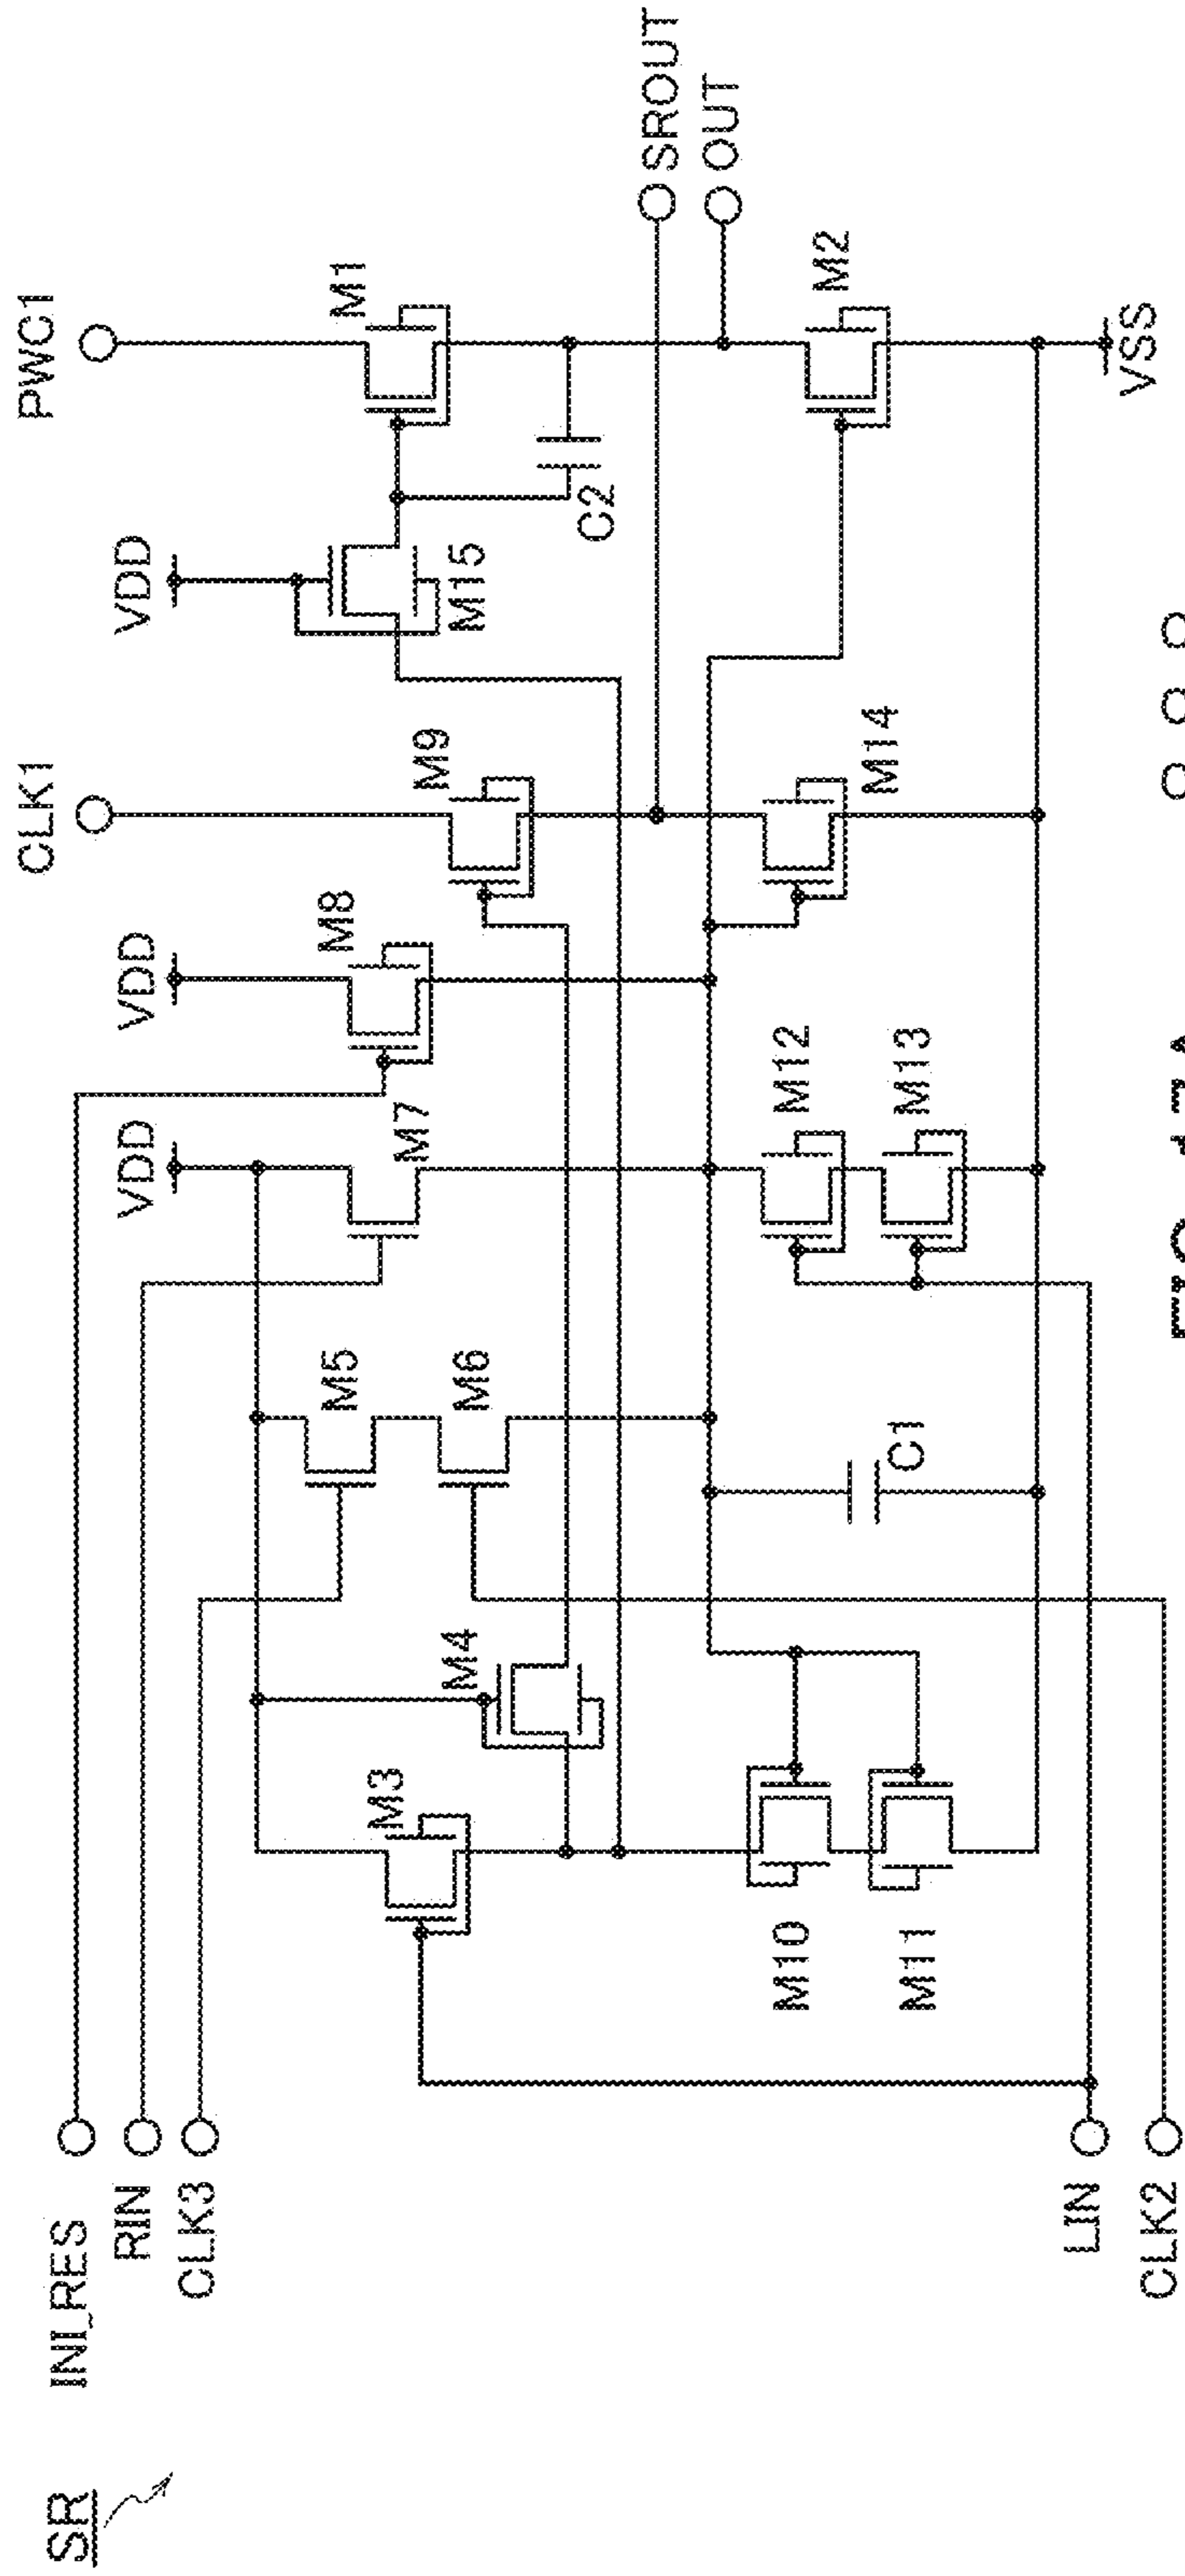 SR
INI_RES
RIN
CLK3
LIN
CLK2
M3
M4
M5
M6
M7
M8
M9
M10
M11
M12
M13
M14
M15
M1
M2
C1
C2
VDD
VDD
VDD
CLK1
PWC1
SROUT
OUT
VSS